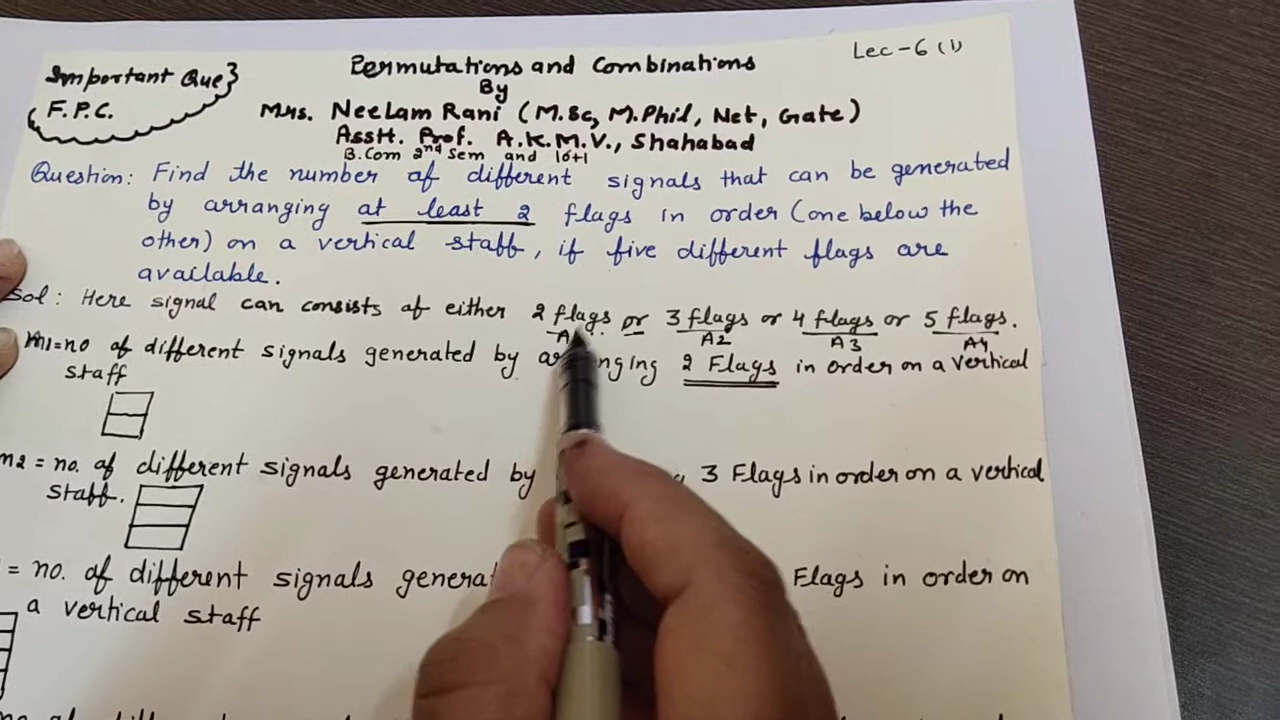 Lec-6(1)
Important Que
F.P.C.
Permutations and Combinations
By
Mrs. Neelam Rani (M.Sc, M.Phil, Net, Gate)
Asstt. Prof. A.K.M.V., Shahabad
B.Com 2nd Sem and 10+1
Question: Find the number of different signals that can be generated
by arranging at least 2 flags in order (one below the
other) on a vertical staff, if five different flags are
available.
Sol: Here signal can consists of either 2 flags or 3 flags or 4 flags or 5 flags.
A2 A3 A4
m1=no of different signals generated by 2 Flags in order on a vertical
staff
m2 = no. of different signals generated by 3 Flags in order on a vertical
staff.
= no. of different signals Flags in order on
a vertical staff